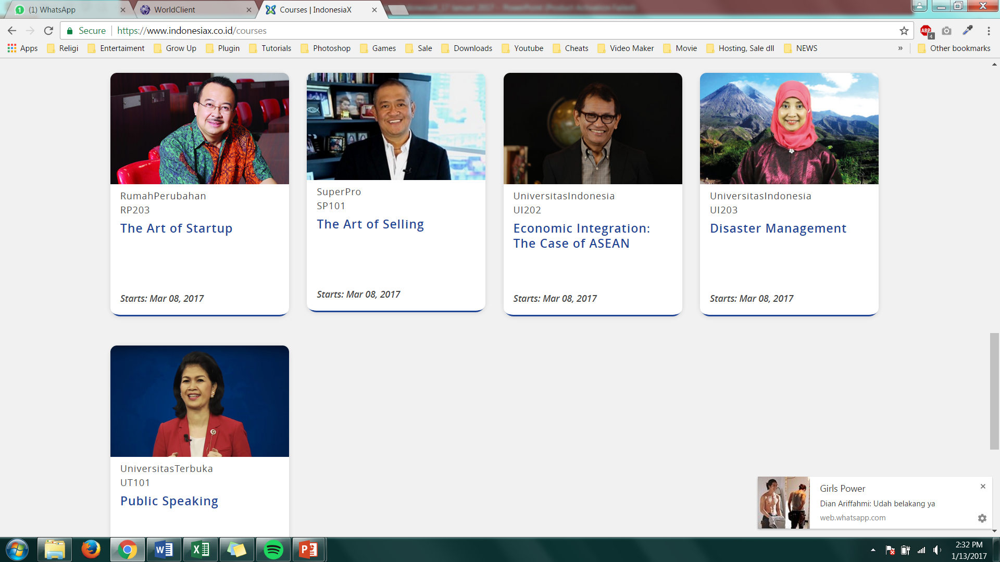 (1) WhatsApp
WorldClient
Courses | IndonesiaX
Secure
https://www.indonesiax.co.id/courses
ABP
4
Apps
Religi
Entertaiment
Grow Up
Plugin
Tutorials
Photoshop
Games
Sale
Downloads
Youtube
Cheats
Video Maker
Movie
Hosting, Sale dll
NEWS
»
Other bookmarks
RumahPerubahan
RP203
The Art of Startup
Starts: Mar 08, 2017
SuperPro
SP101
The Art of Selling
Starts: Mar 08, 2017
UniversitasIndonesia
UI202
Economic Integration:
The Case of ASEAN
Starts: Mar 08, 2017
UniversitasIndonesia
UI203
Disaster Management
Starts: Mar 08, 2017
UniversitasTerbuka
UT101
Public Speaking
Girls Power
Dian Ariffahmi: Udah belakang ya
web.whatsapp.com
2:32 PM
1/13/2017